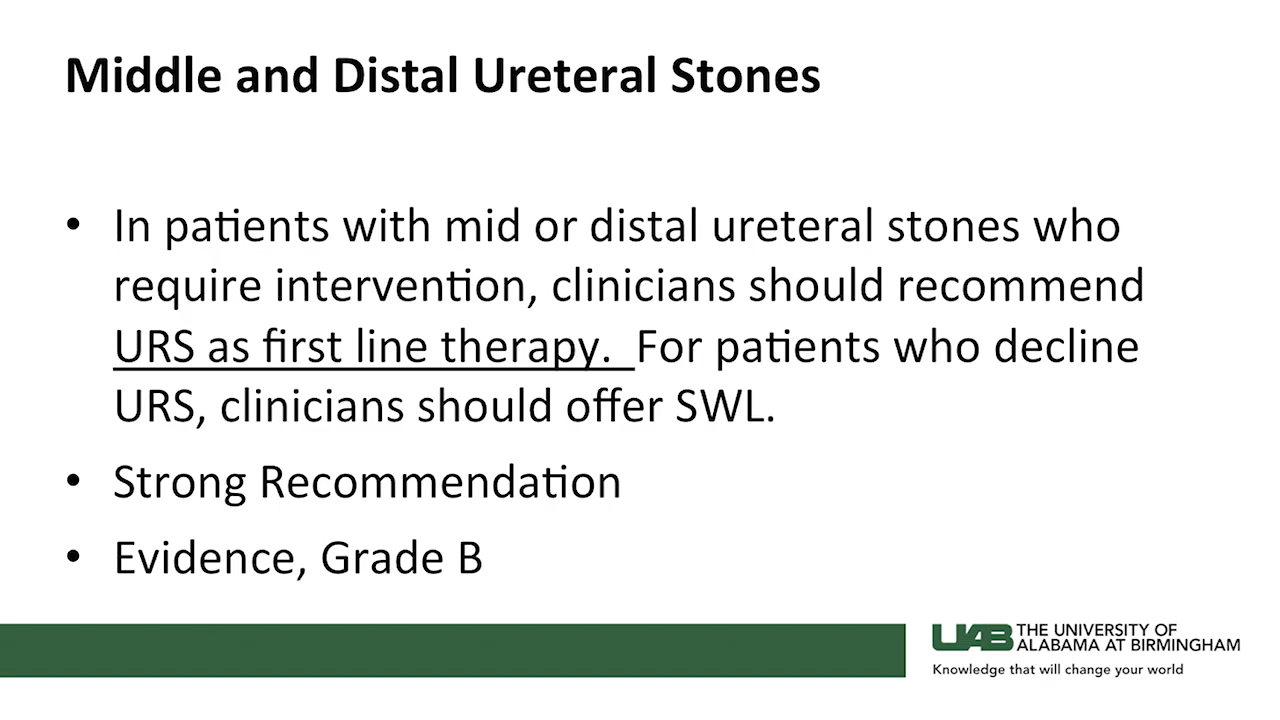 Middle and Distal Ureteral Stones
• In patients with mid or distal ureteral stones who
require intervention, clinicians should recommend
URS as first line therapy. For patients who decline
URS, clinicians should offer SWL.
• Strong Recommendation
• Evidence, Grade B
UAB THE UNIVERSITY OF
ALABAMA AT BIRMINGHAM
Knowledge that will change your world